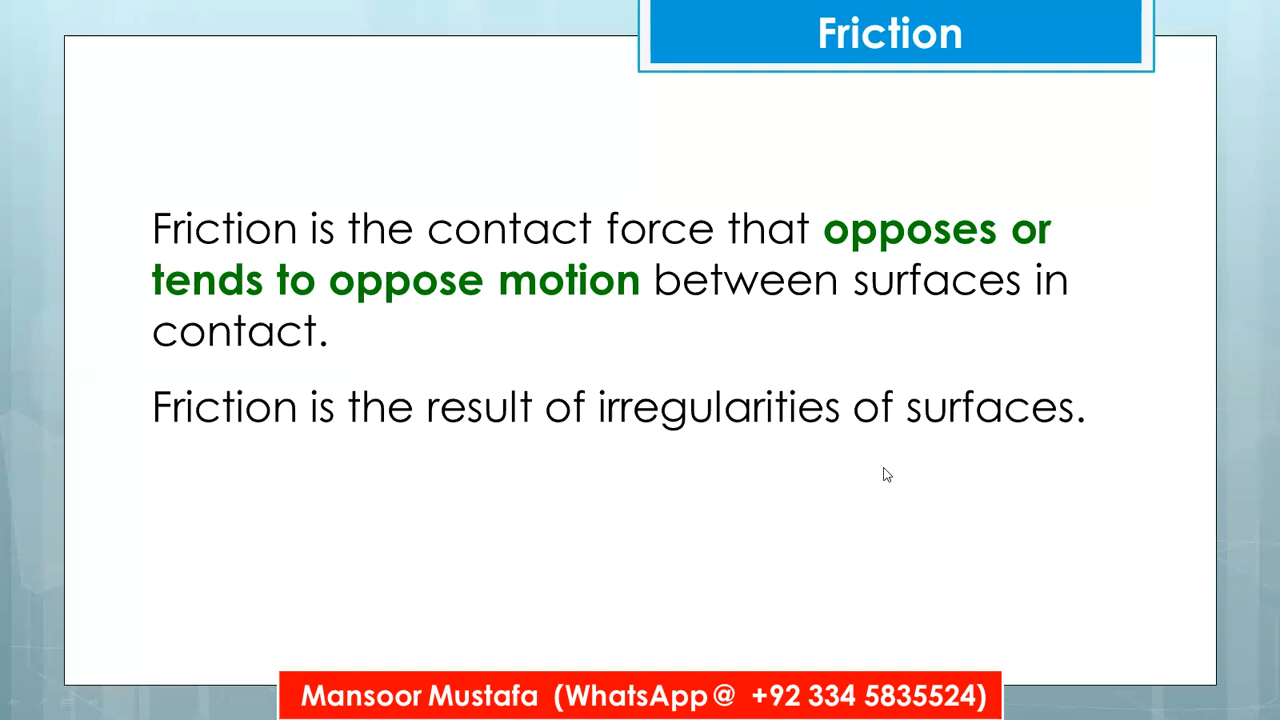 Friction
Friction is the contact force that opposes or
tends to oppose motion between surfaces in
contact.
Friction is the result of irregularities of surfaces.
Mansoor Mustafa (WhatsApp@ +92 334 5835524)